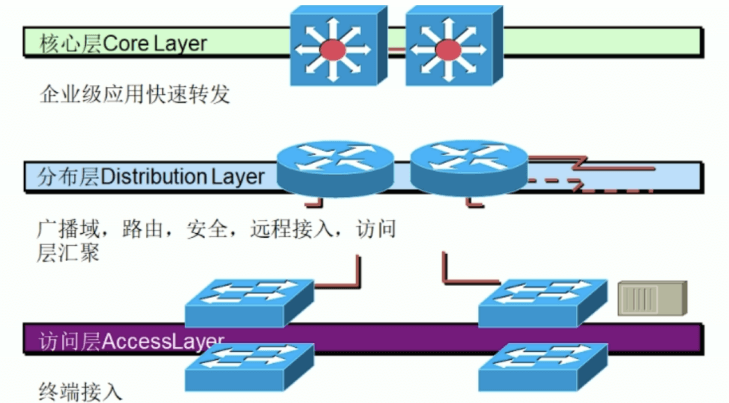 核心层Core Layer
企业级应用快速转发
分布层Distribution Layer
广播域，路由，安全，远程接入，访问
层汇聚
访问层AccessLayer
终端接入